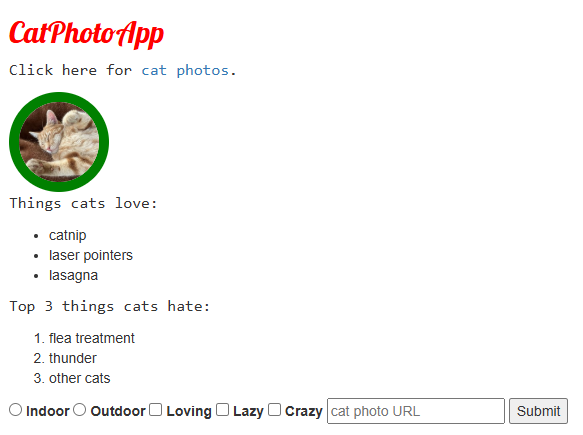 CatPhotoApp
Click here for cat photos.
Things cats love:
catnip
laser pointers
lasagna
Top 3 things cats hate:
1. flea treatment
2. thunder
3. other cats
Indoor Outdoor Loving Lazy Crazy cat photo URL Submit